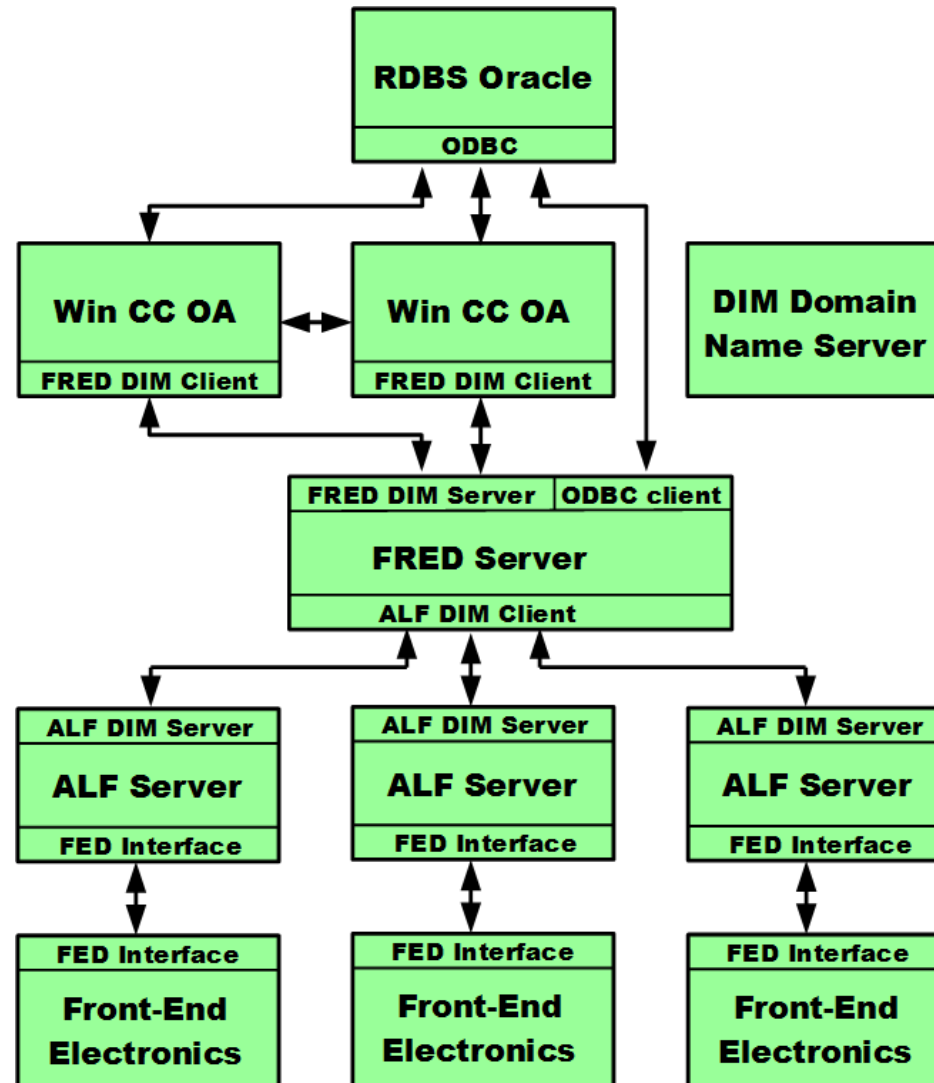 RDBS Oracle
ODBC
Win CC OA
FRED DIM Client
Win CC OA
FRED DIM Client
DIM Domain
Name Server
FRED DIM Server
ODBC client
FRED Server
ALF DIM Client
ALF DIM Server
ALF Server
FED Interface
ALF DIM Server
ALF Server
FED Interface
ALF DIM Server
ALF Server
FED Interface
FED Interface
Front-End
Electronics
FED Interface
Front-End
Electronics
FED Interface
Front-End
Electronics